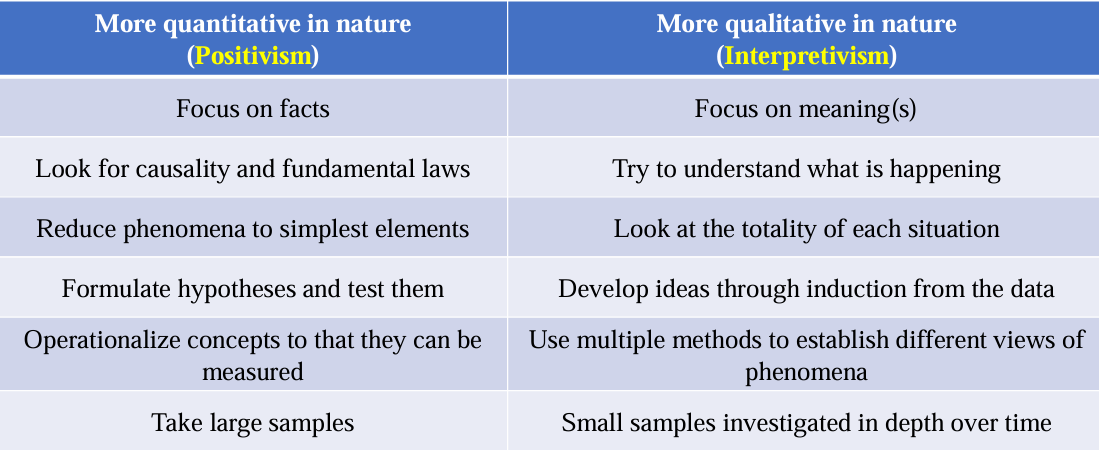 More quantitative in nature
(Positivism)
More qualitative in nature
(Interpretivism)
Focus on facts
Focus on meaning(s)
Look for causality and fundamental laws
Try to understand what is happening
Reduce phenomena to simplest elements
Look at the totality of each situation
Formulate hypotheses and test them
Develop ideas through induction from the data
Operationalize concepts to that they can be
measured
Use multiple methods to establish different views of
phenomena
Take large samples
Small samples investigated in depth over time